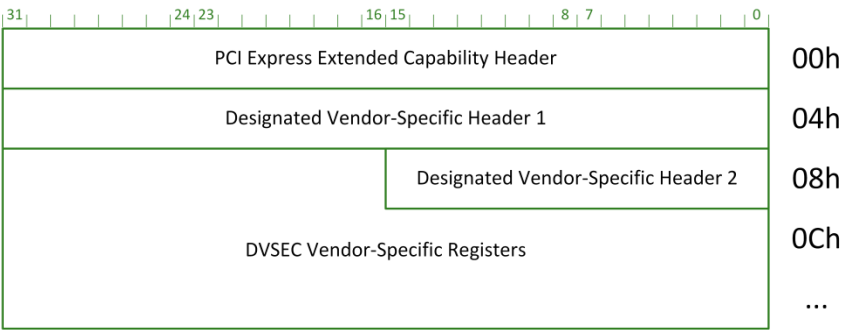 31 24 23 16 15 8 7 0
PCI Express Extended Capability Header 00h
Designated Vendor-Specific Header 1 04h
Designated Vendor-Specific Header 2 08h
DVSEC Vendor-Specific Registers 0Ch
...